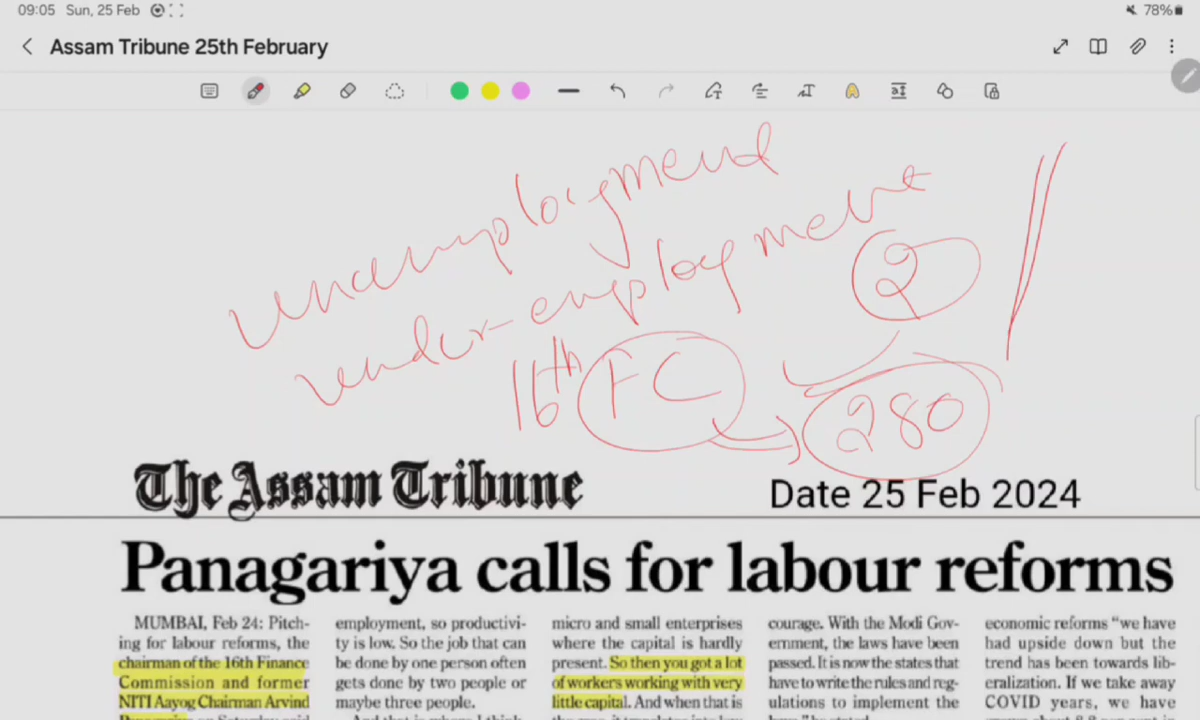 09:05 Sun, 25 Feb
78%
Assam Tribune 25th February
unemployment
under-employment
2
16th FC
280
The Assam Tribune
Date 25 Feb 2024
Panagariya calls for labour reforms
MUMBAI, Feb 24: Pitch-
ing for labour reforms, the
chairman of the 16th Finance
Commission and former
NITI Aayog Chairman Arvind
employment, so productivi-
ty is low. So the job that can
be done by one person often
gets done by two people or
maybe three people.
micro and small enterprises
where the capital is hardly
present. So then you got a lot
of workers working with very
little capital. And when that is
courage. With the Modi Gov-
ernment, the laws have been
passed. It is now the states that
have to write the rules and reg-
ulations to implement the
economic reforms "we have
had upside down but the
trend has been towards lib-
eralization. If we take away
COVID years, we have